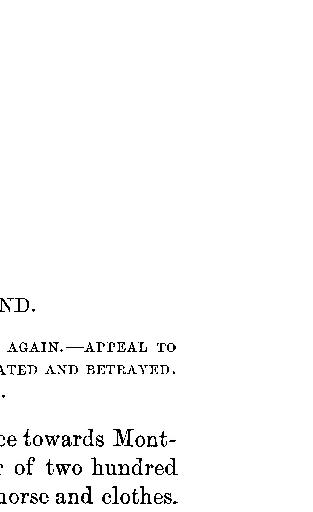 ND.
AGAIN.—APPEAL TO
ATED AND BETRAYED.
.
ce towards Mont-
r of two hundred
horse and clothes.